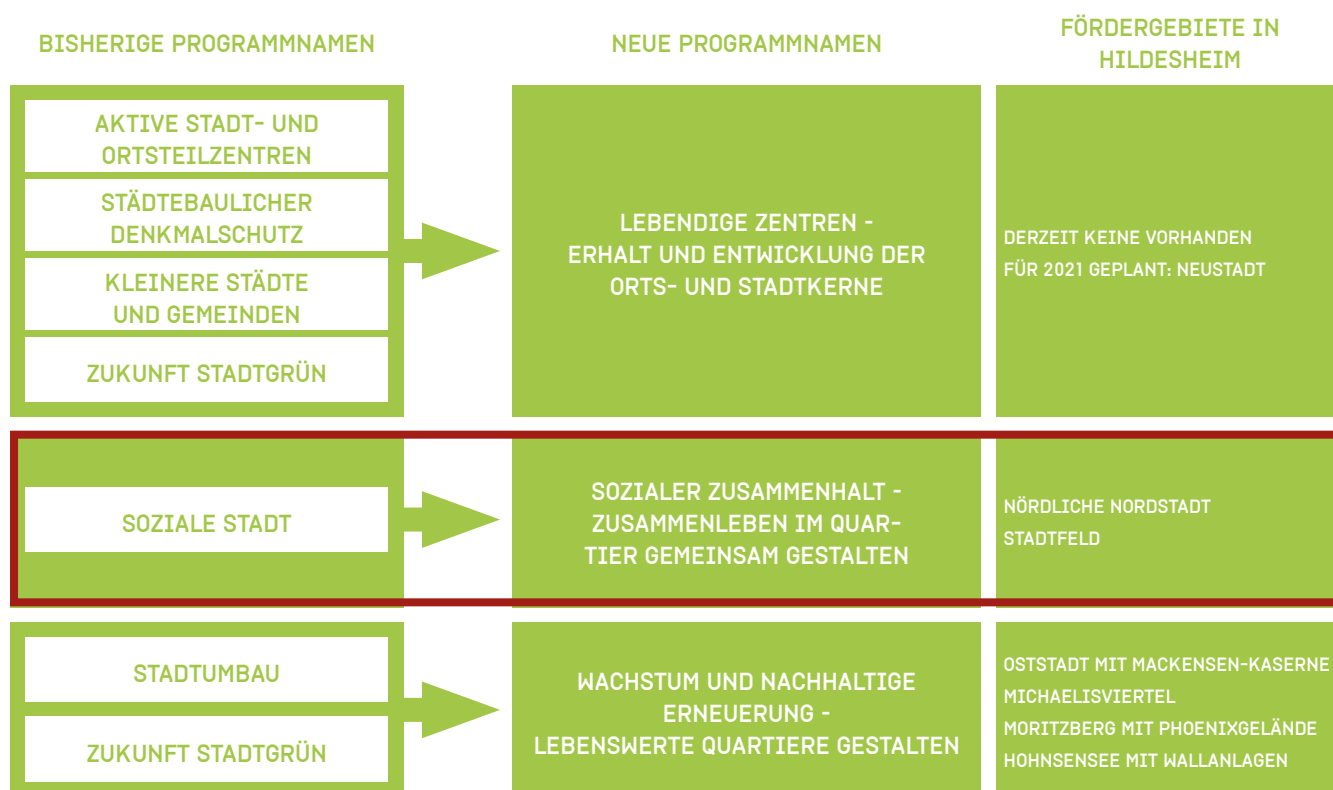 BISHERIGE PROGRAMMNAMEN
NEUE PROGRAMMNAMEN
FÖRDERGEBIETE IN
HILDESHEIM
AKTIVE STADT- UND
ORTSTEILZENTREN
STÄDTEBAULICHER
DENKMALSCHUTZ
KLEINERE STÄDTE
UND GEMEINDEN
ZUKUNFT STADTGRÜN
LEBENDIGE ZENTREN -
ERHALT UND ENTWICKLUNG DER
ORTS- UND STADTKERNE
DERZEIT KEINE VORHANDEN
FÜR 2021 GEPLANT: NEUSTADT
SOZIALE STADT
SOZIALER ZUSAMMENHALT -
ZUSAMMENLEBEN IM QUAR-
TIER GEMEINSAM GESTALTEN
NÖRDLICHE NORDSTADT
STADTFELD
STADTUMBAU
ZUKUNFT STADTGRÜN
WACHSTUM UND NACHHALTIGE
ERNEUERUNG -
LEBENSWERTE QUARTIERE GESTALTEN
OSTSTADT MIT MACKENSEN-KASERNE
MICHAELISVIERTEL
MORITZBERG MIT PHOENIXGELÄNDE
HOHNSENSEE MIT WALLANLAGEN